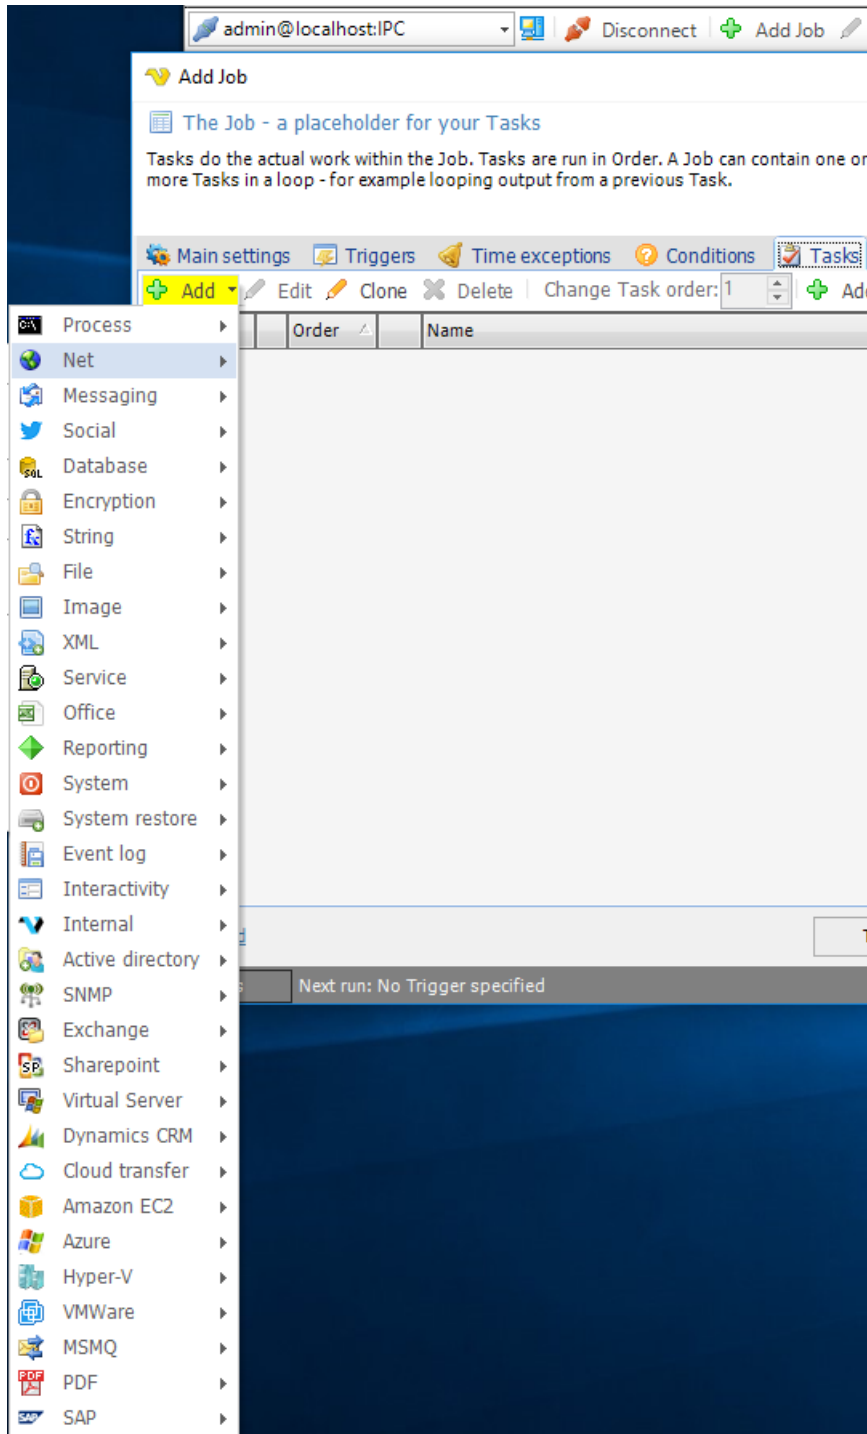 admin@localhost:IPC Disconnect Add Job
Add Job
The Job - a placeholder for your Tasks
Tasks do the actual work within the Job. Tasks are run in Order. A Job can contain one or
more Tasks in a loop - for example looping output from a previous Task.
Main settings Triggers Time exceptions Conditions Tasks
Add Edit Clone Delete Change Task order: 1
Order Name
Process
Net
Messaging
Social
Database
SQL
Encryption
String
File
Image
XML
Service
Office
Reporting
System
System restore
Event log
Interactivity
Internal
Active directory
SNMP
Exchange
SP Sharepoint
Virtual Server
Dynamics CRM
Cloud transfer
Amazon EC2
Azure
Hyper-V
VMWare
MSMQ
PDF PDF
SAP SAP
Next run: No Trigger specified